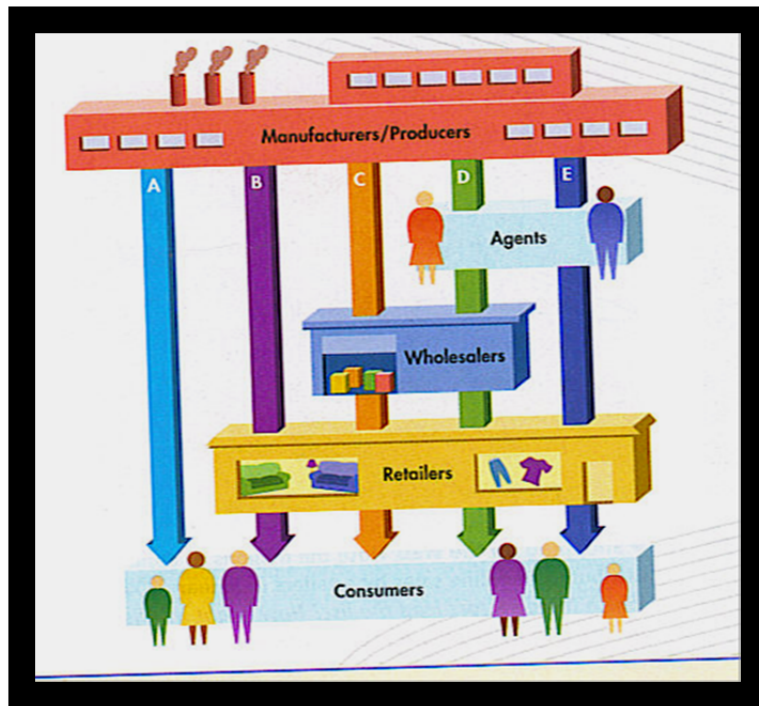 Manufacturers/Producers
A B C D E
Agents
Wholesalers
Retailers
Consumers